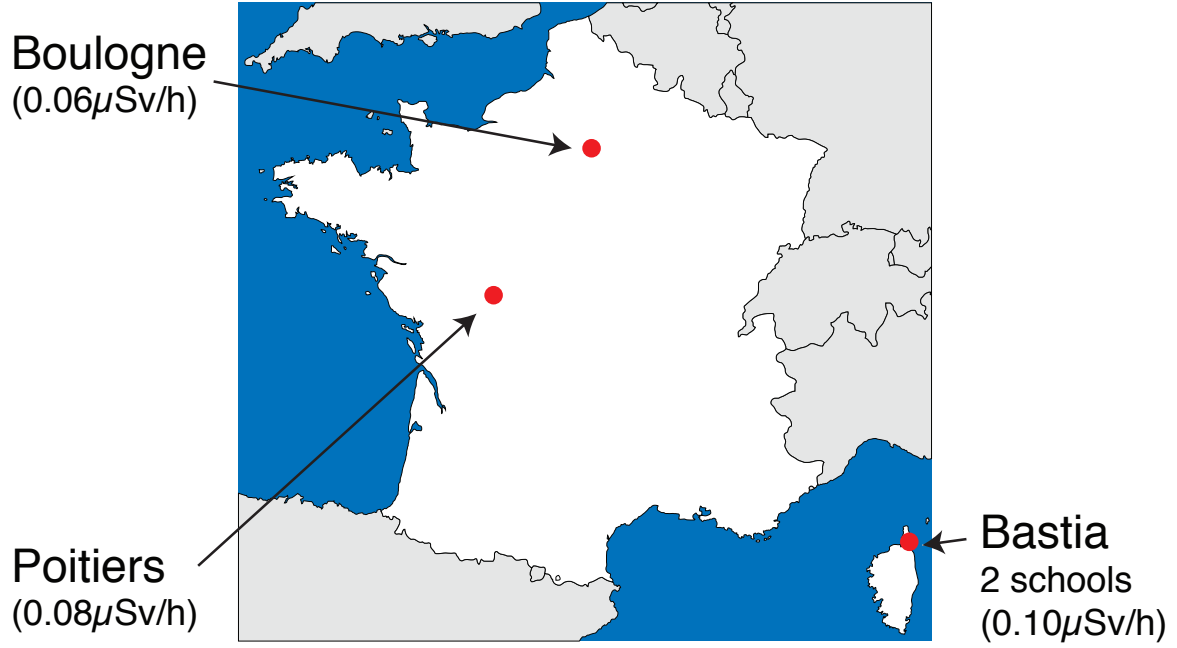 Boulogne
(0.06µSv/h)
Poitiers
(0.08µSv/h)
Bastia
2 schools
(0.10µSv/h)